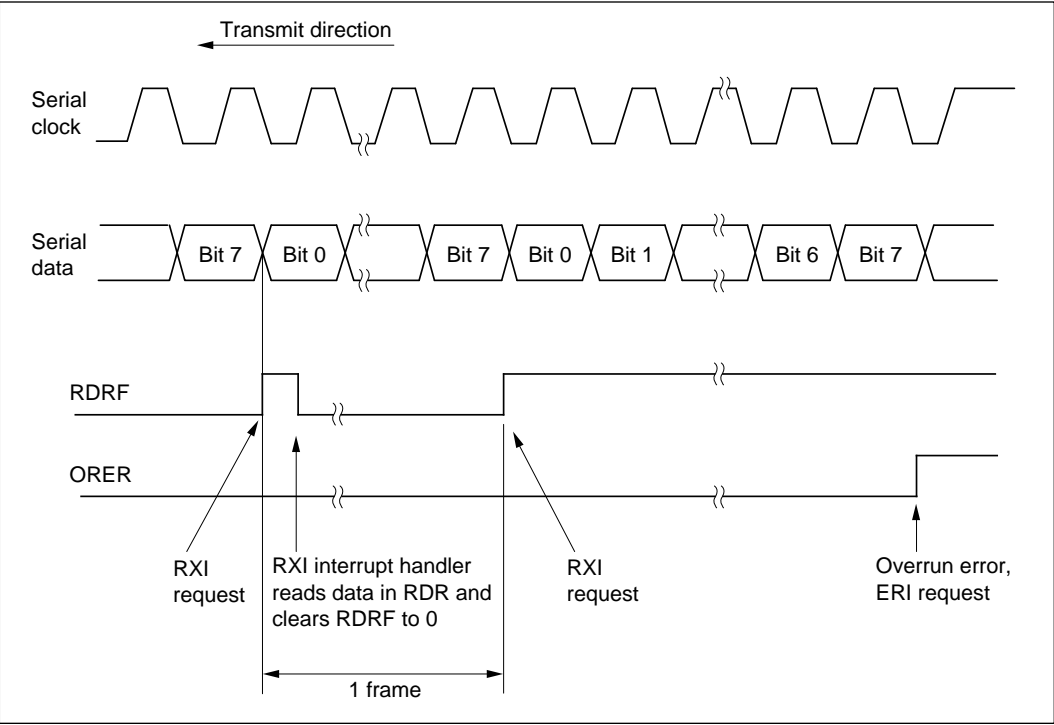 Transmit direction
Serial
clock
Serial
data
Bit 7 Bit 0 Bit 7 Bit 0 Bit 1 Bit 6 Bit 7
RDRF
ORER
RXI
request
RXI interrupt handler
reads data in RDR and
clears RDRF to 0
RXI
request
Overrun error,
ERI request
1 frame